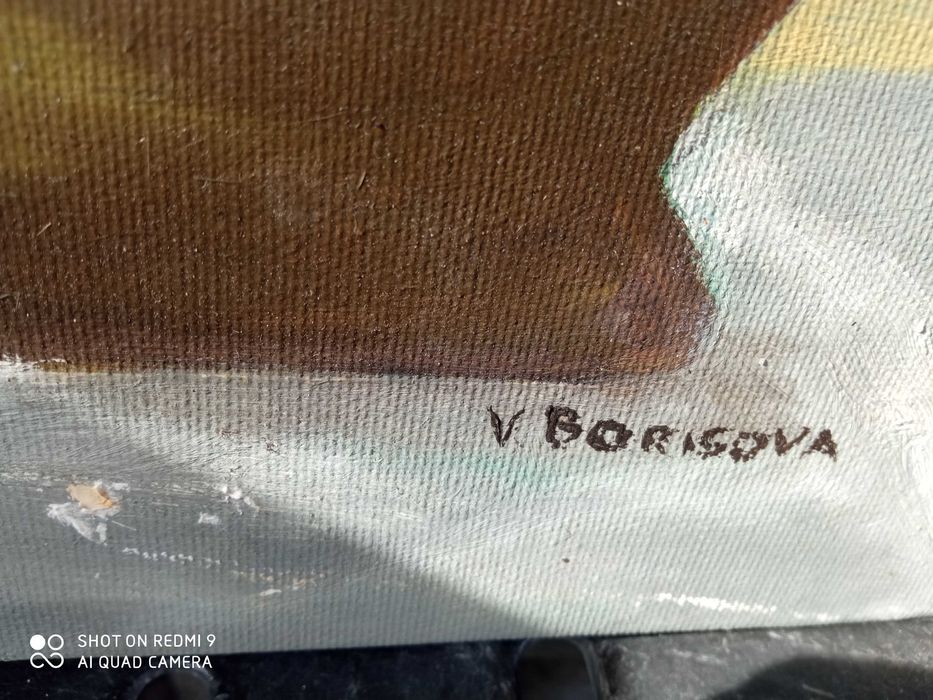 V BORISOVA
SHOT ON REDMI 9
AI QUAD CAMERA